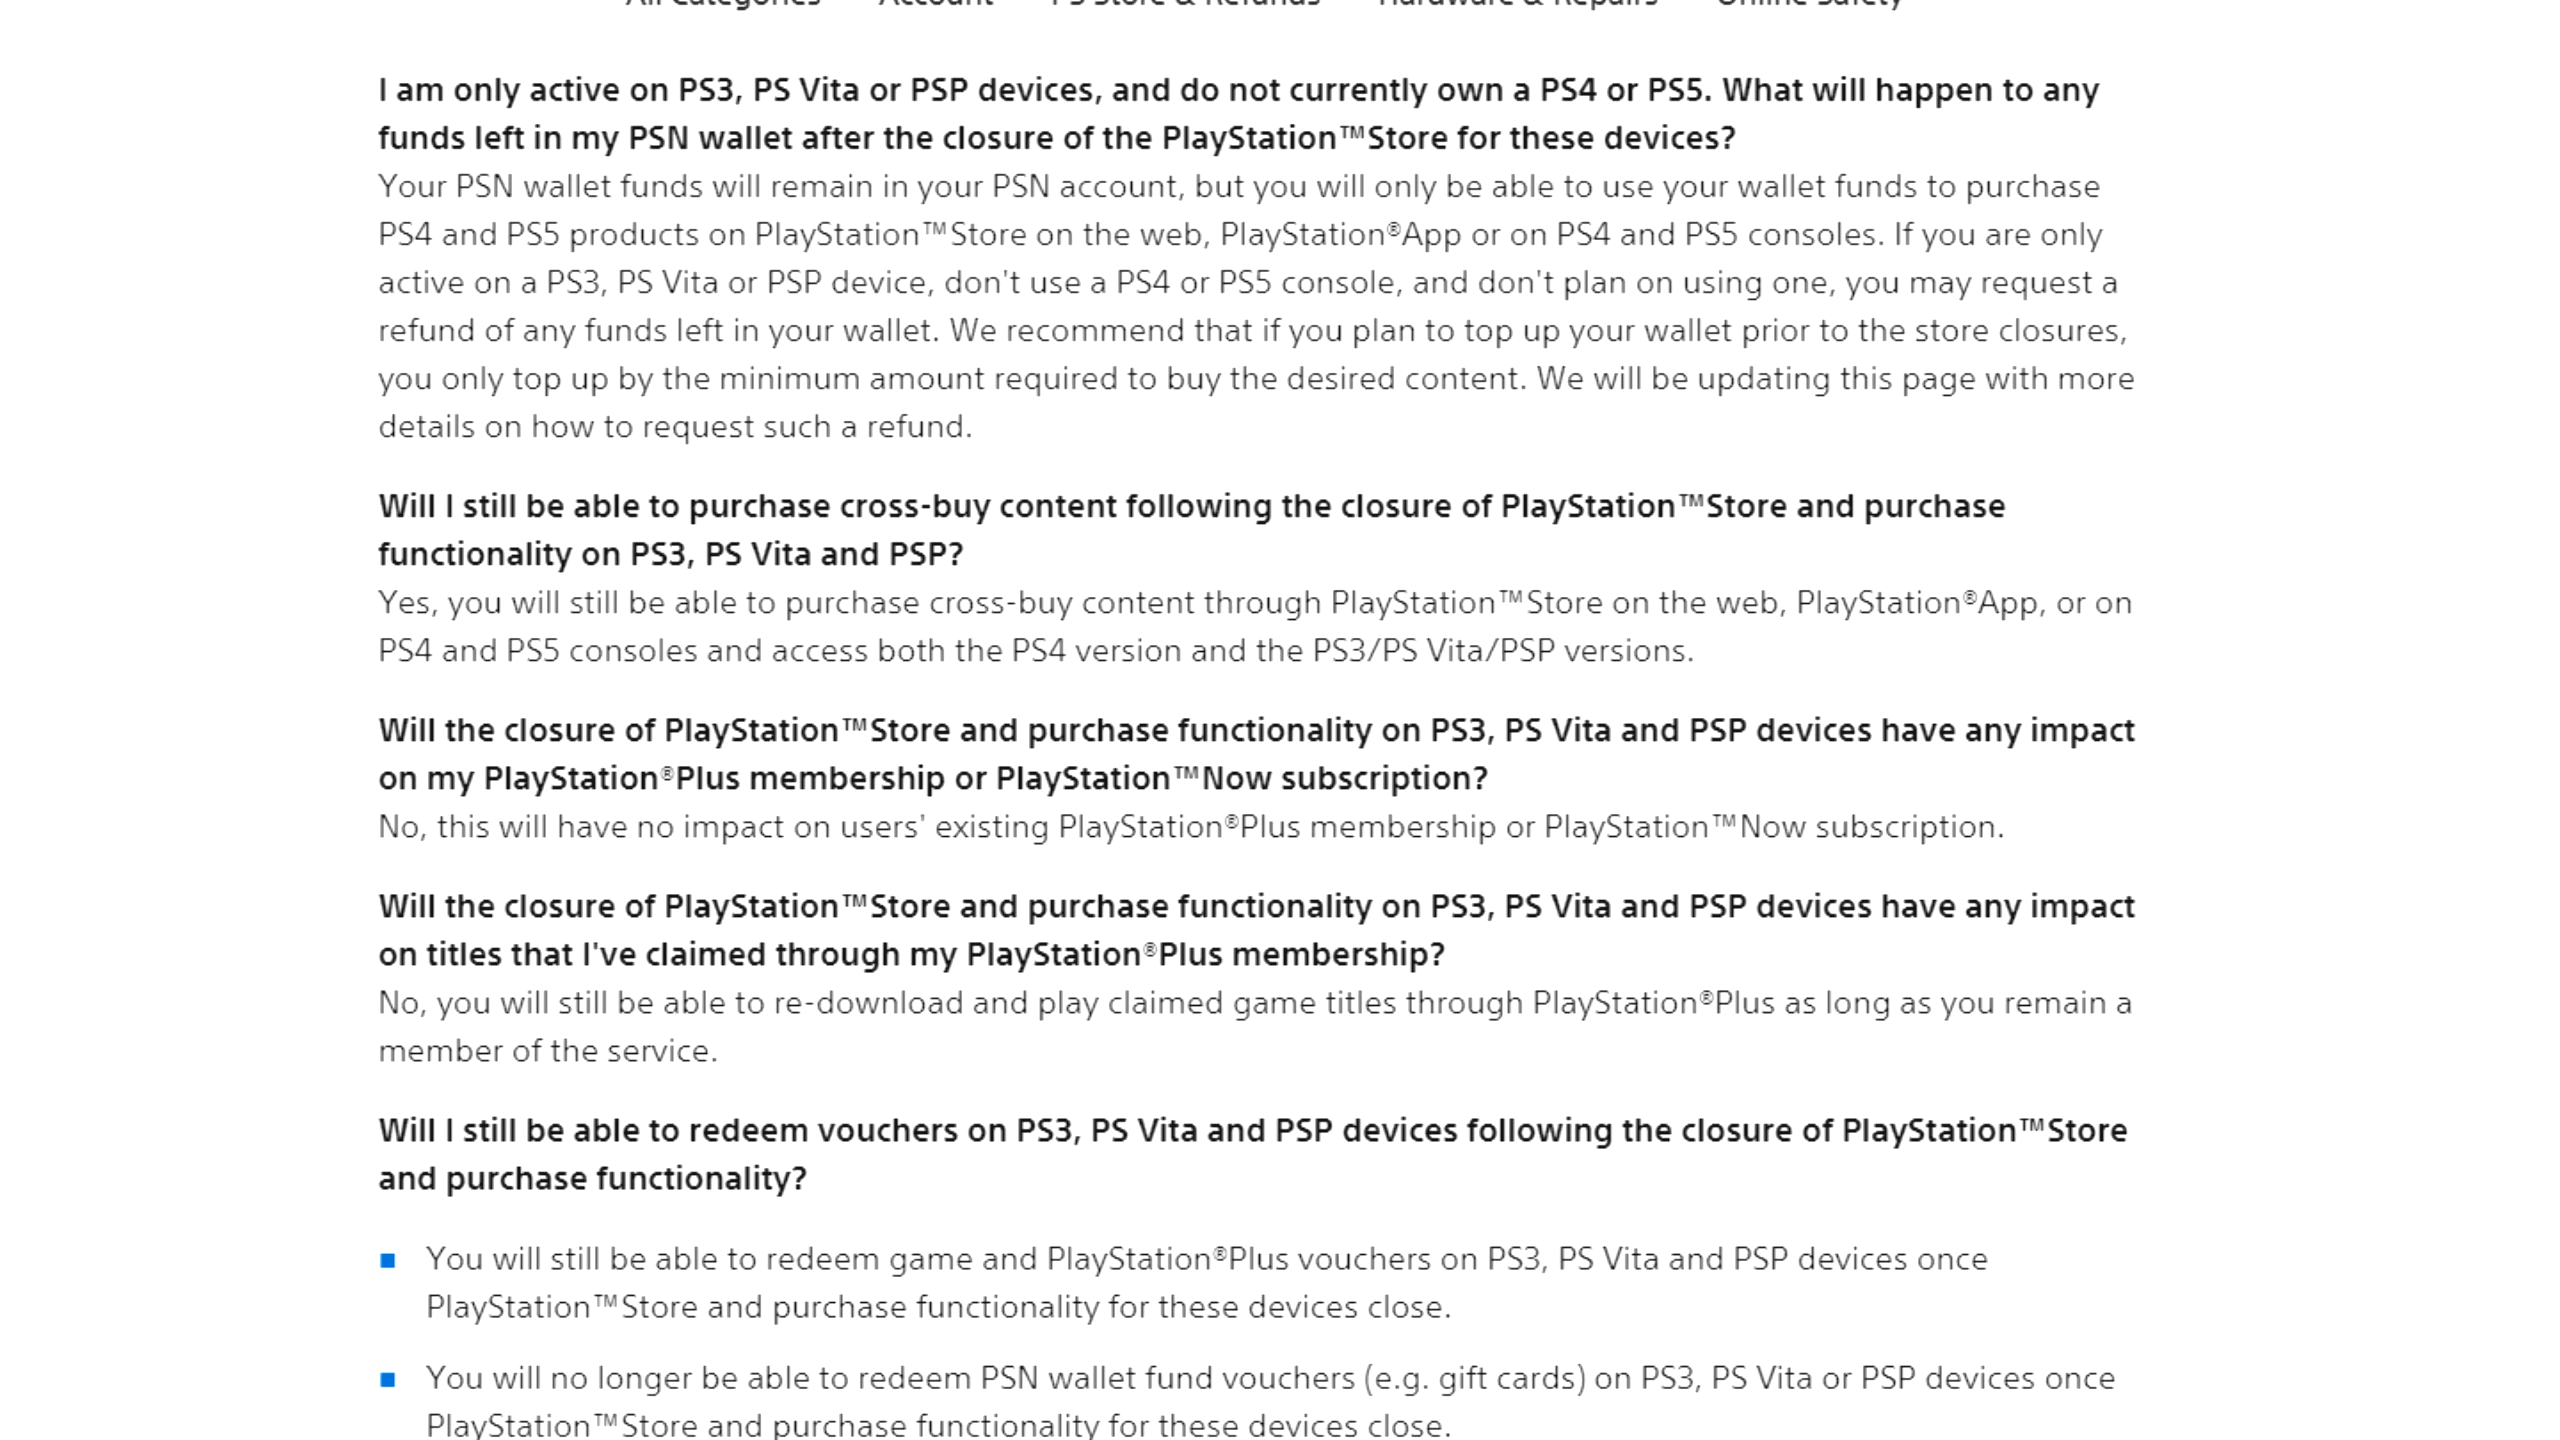 All Categories Account PS Store & Refunds Hardware & Repairs Online Safety
I am only active on PS3, PS Vita or PSP devices, and do not currently own a PS4 or PS5. What will happen to any
funds left in my PSN wallet after the closure of the PlayStation™Store for these devices?
Your PSN wallet funds will remain in your PSN account, but you will only be able to use your wallet funds to purchase
PS4 and PS5 products on PlayStation™Store on the web, PlayStation®App or on PS4 and PS5 consoles. If you are only
active on a PS3, PS Vita or PSP device, don't use a PS4 or PS5 console, and don't plan on using one, you may request a
refund of any funds left in your wallet. We recommend that if you plan to top up your wallet prior to the store closures,
you only top up by the minimum amount required to buy the desired content. We will be updating this page with more
details on how to request such a refund.
Will I still be able to purchase cross-buy content following the closure of PlayStation™Store and purchase
functionality on PS3, PS Vita and PSP?
Yes, you will still be able to purchase cross-buy content through PlayStation™Store on the web, PlayStation®App, or on
PS4 and PS5 consoles and access both the PS4 version and the PS3/PS Vita/PSP versions.
Will the closure of PlayStation™Store and purchase functionality on PS3, PS Vita and PSP devices have any impact
on my PlayStation®Plus membership or PlayStation™Now subscription?
No, this will have no impact on users' existing PlayStation®Plus membership or PlayStation™Now subscription.
Will the closure of PlayStation™Store and purchase functionality on PS3, PS Vita and PSP devices have any impact
on titles that I've claimed through my PlayStation®Plus membership?
No, you will still be able to re-download and play claimed game titles through PlayStation®Plus as long as you remain a
member of the service.
Will I still be able to redeem vouchers on PS3, PS Vita and PSP devices following the closure of PlayStation™Store
and purchase functionality?
You will still be able to redeem game and PlayStation®Plus vouchers on PS3, PS Vita and PSP devices once
PlayStation™Store and purchase functionality for these devices close.
You will no longer be able to redeem PSN wallet fund vouchers (e.g. gift cards) on PS3, PS Vita or PSP devices once
PlayStation™Store and purchase functionality for these devices close.